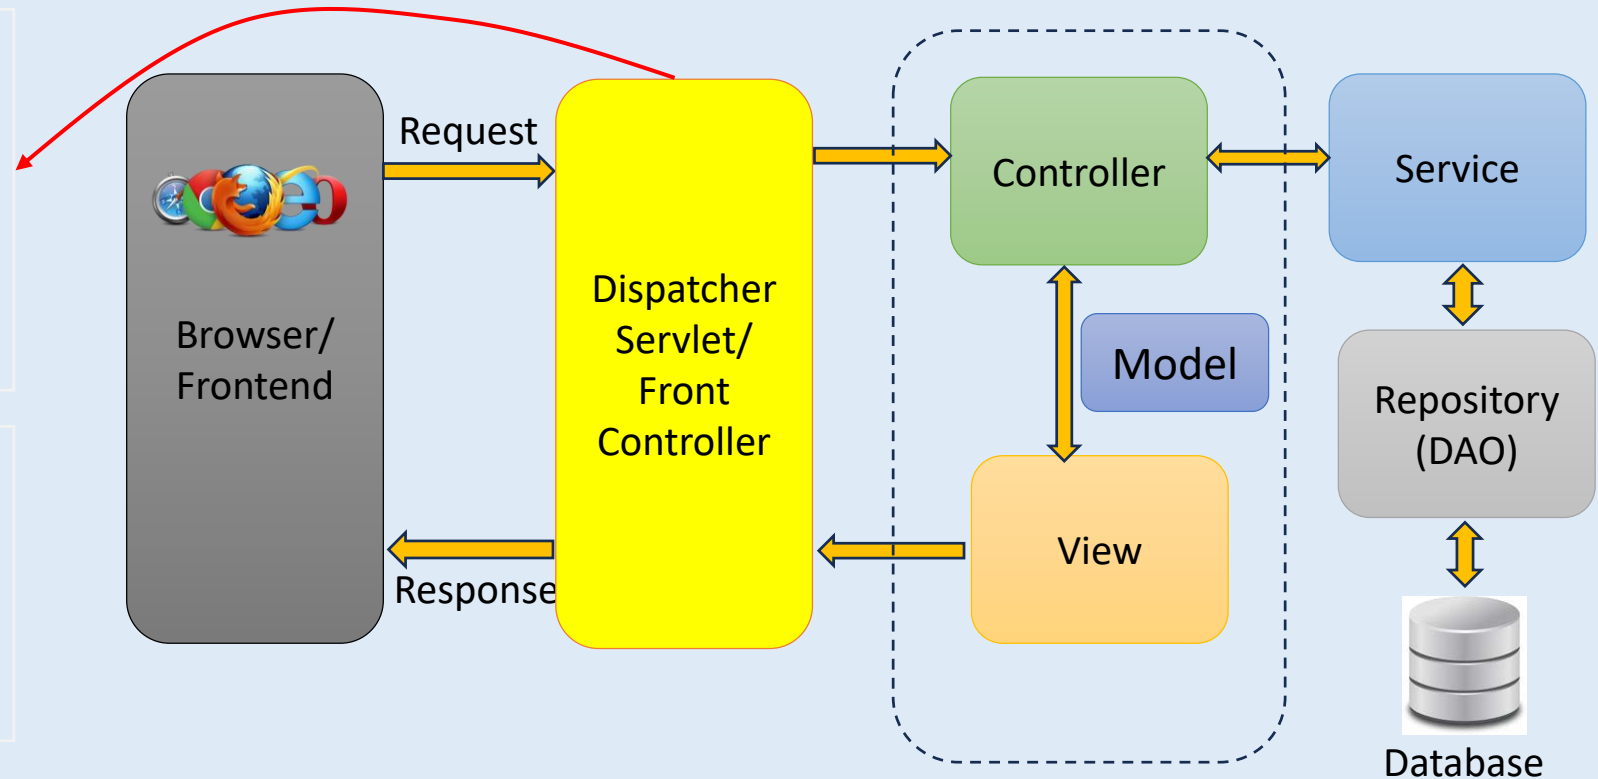 Request
Browser/
Frontend
Response
Dispatcher
Servlet/
Front
Controller
Controller
Model
View
Service
Repository
(DAO)
Database